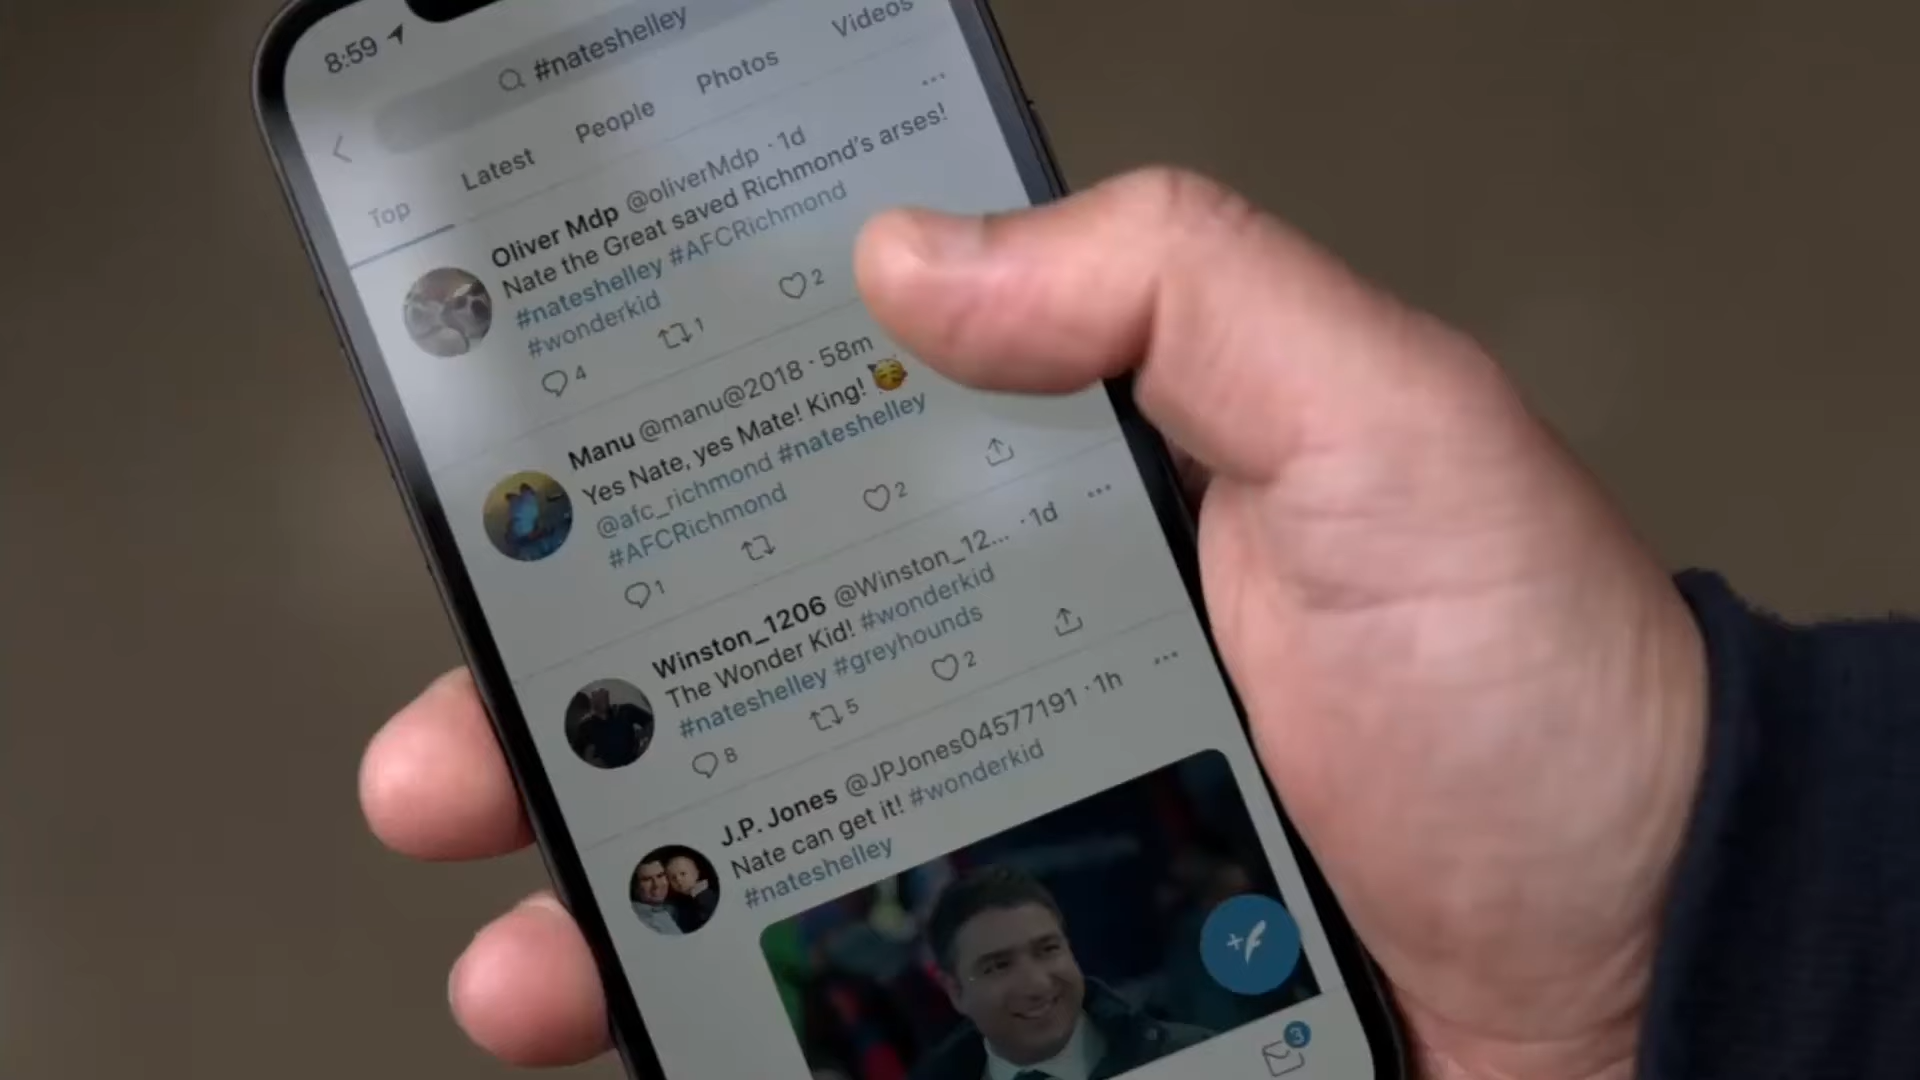 8:59
#nateshelley
Top Latest People Photos Videos
Oliver Mdp @oliverMdp · 1d
Nate the Great saved Richmond's arses!
#nateshelley #AFCRichmond
#wonderkid
4 1 2
Manu @manu@2018 · 58m
Yes Nate, yes Mate! King! 🥳
@afc_richmond #nateshelley
#AFCRichmond
1 2
Winston_1206 @Winston_12... · 1d
The Wonder Kid! #wonderkid
#nateshelley #greyhounds
8 5 2
J.P. Jones @JPJones04577191 · 1h
Nate can get it! #wonderkid
#nateshelley
3